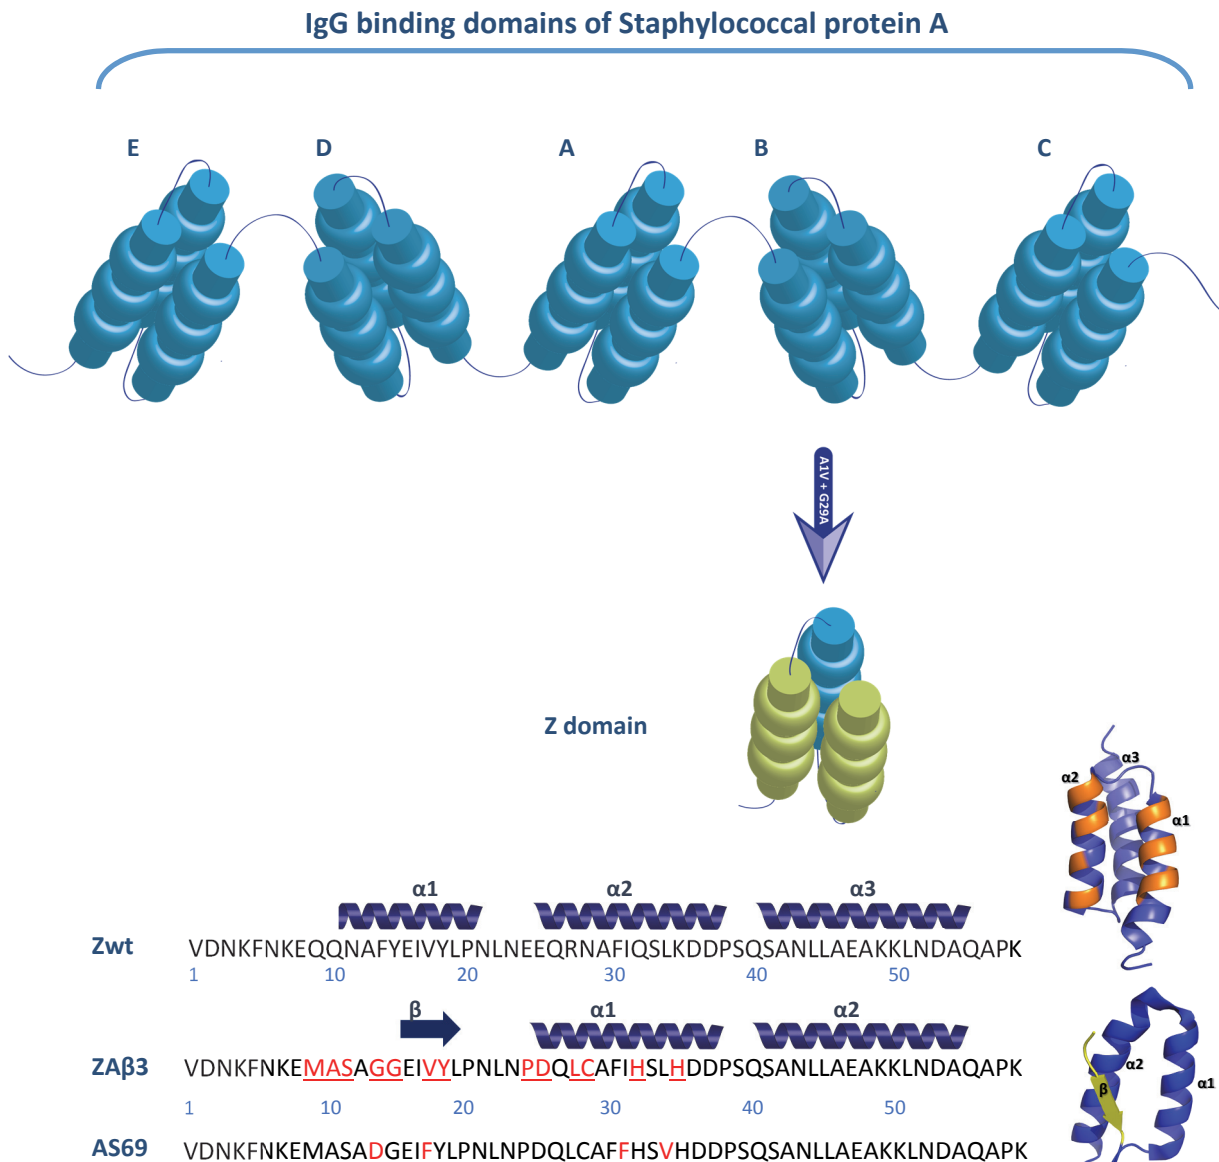 IgG binding domains of Staphylococcal protein A
E D A B C
A1V + G29A
Z domain
α3
α2
α1
α1 α2 α3
Zwt VDNKFNKEQQNAFYEIVYLPNLNEEQRNAFIQSLKDDPSQSANLLAEAKKLNDAQAPK
1 10 20 30 40 50
β α1 α2
ZAβ3 VDNKFNKEMASAGGEIVYLPNLNPDQLCAFIHSLHDDPSQSANLLAEAKKLNDAQAPK
1 10 20 30 40 50
α2
β
α1
AS69 VDNKFNKEMASADGEIFYLPNLNPDQLCAFFHSVHDDPSQSANLLAEAKKLNDAQAPK